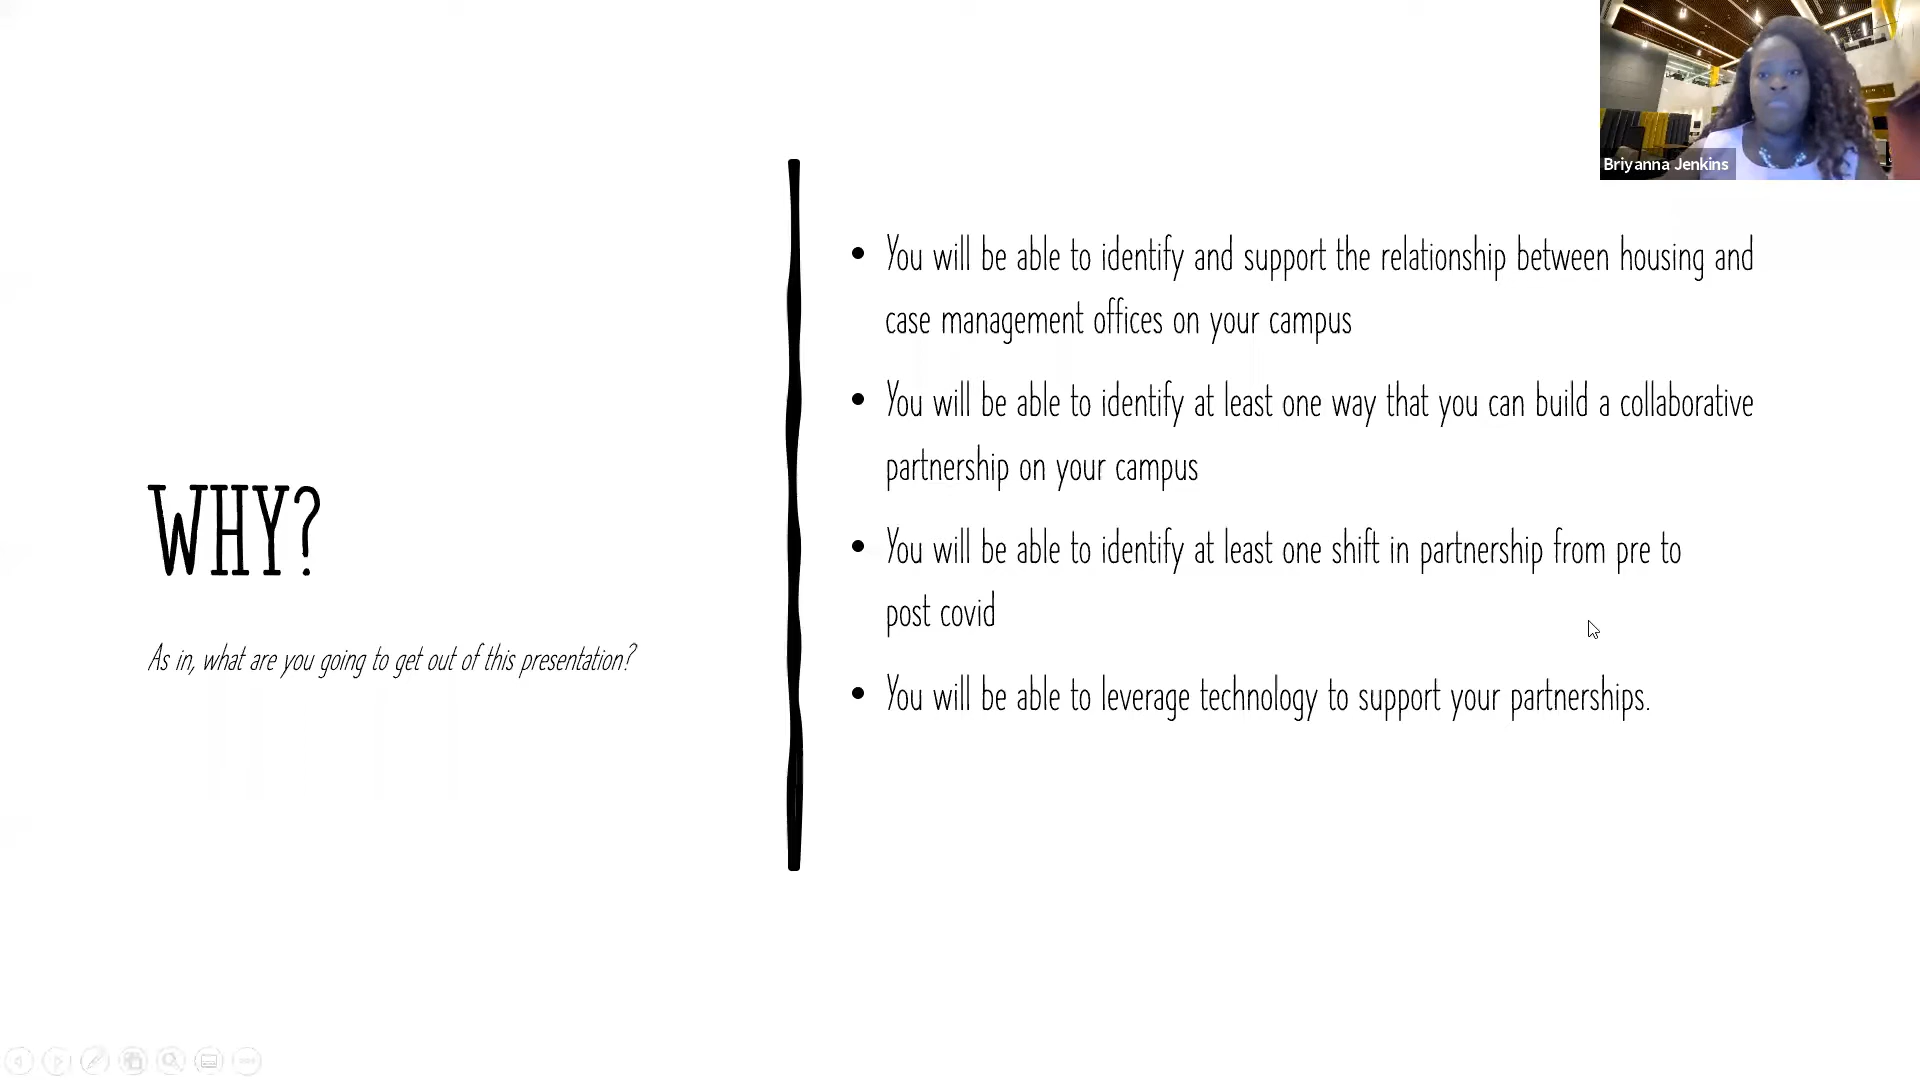 Briyanna Jenkins
WHY?
As in, what are you going to get out of this presentation?
• You will be able to identify and support the relationship between housing and
case management offices on your campus
• You will be able to identify at least one way that you can build a collaborative
partnership on your campus
• You will be able to identify at least one shift in partnership from pre to
post covid
• You will be able to leverage technology to support your partnerships.